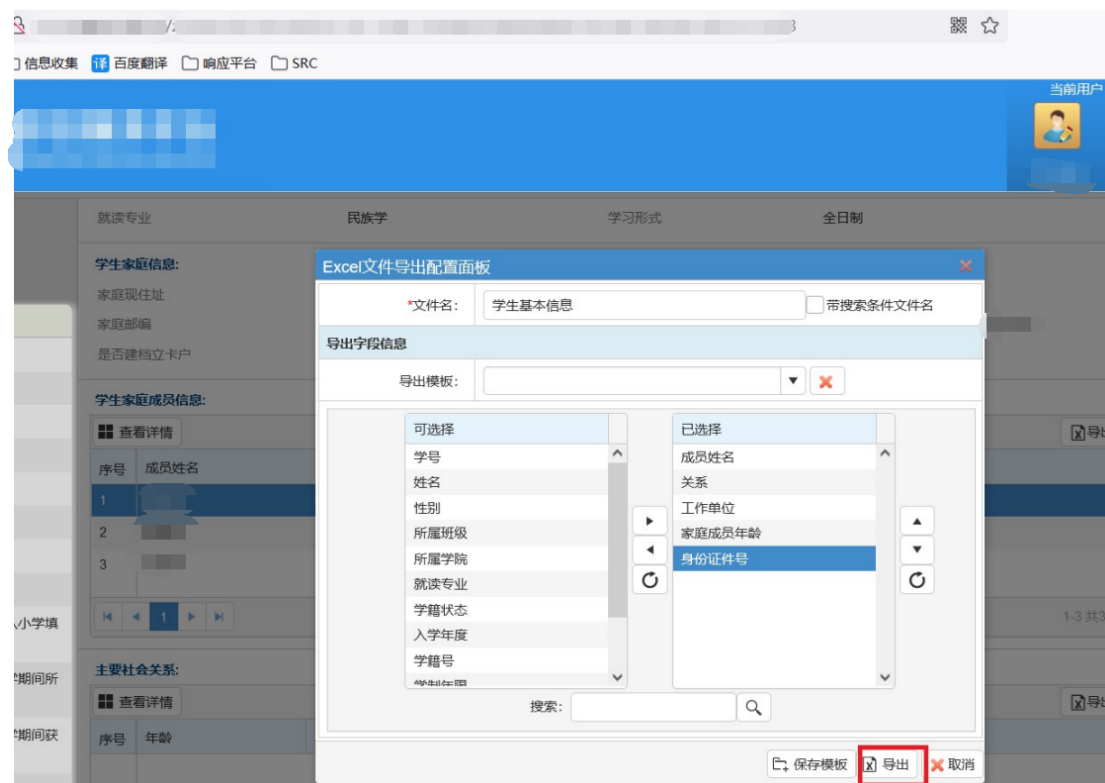 信息收集 译 百度翻译 响应平台 SRC
当前用户
就读专业 民族学 学习形式 全日制
学生家庭信息:
家庭现住址
家庭邮编
是否建档立卡户
学生家庭成员信息:
查看详情 导出
序号 成员姓名
1
2
3
1 1-3 共3
主要社会关系:
查看详情
序号 年龄
入小学填
学期间所
学期间获
Excel文件导出配置面板
*文件名: 学生基本信息 带搜索条件文件名
导出字段信息
导出模板:
可选择 已选择
学号 成员姓名
姓名 关系
性别 工作单位
所属班级 家庭成员年龄
所属学院 身份证件号
就读专业
学籍状态
入学年度
学籍号
学制年限
搜索:
保存模板 导出 取消